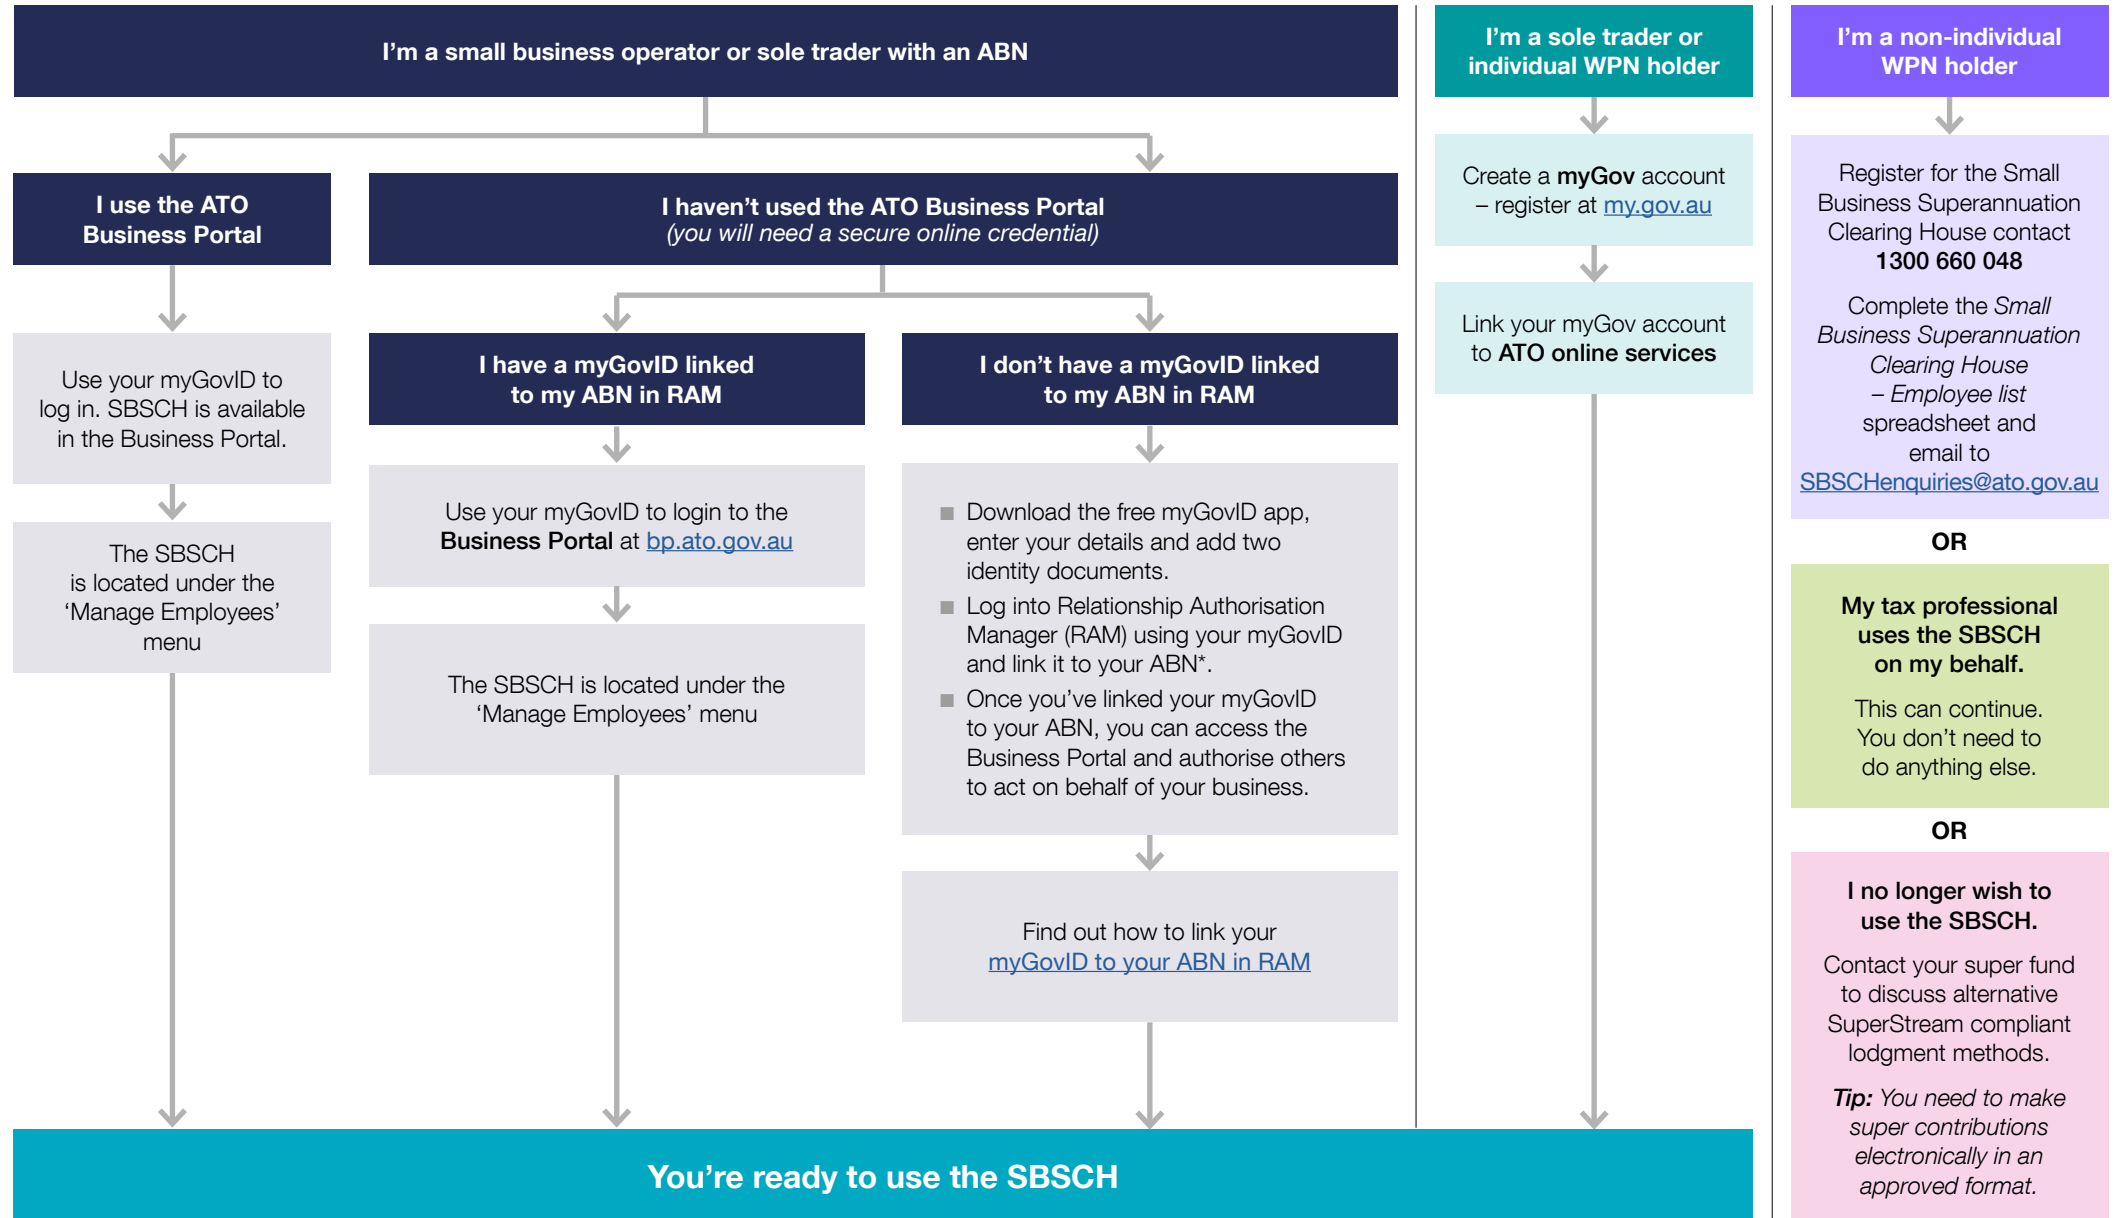 I'm a small business operator or sole trader with an ABN
I use the ATO
Business Portal
Use your myGovID to
log in. SBSCH is available
in the Business Portal.
The SBSCH
is located under the
‘Manage Employees’
menu
I haven't used the ATO Business Portal
(you will need a secure online credential)
I have a myGovID linked
to my ABN in RAM
Use your myGovID to login to the
Business Portal at bp.ato.gov.au
The SBSCH is located under the
‘Manage Employees’ menu
I don't have a myGovID linked
to my ABN in RAM
■ Download the free myGovID app,
enter your details and add two
identity documents.
■ Log into Relationship Authorisation
Manager (RAM) using your myGovID
and link it to your ABN*.
■ Once you've linked your myGovID
to your ABN, you can access the
Business Portal and authorise others
to act on behalf of your business.
Find out how to link your
myGovID to your ABN in RAM
I'm a sole trader or
individual WPN holder
Create a myGov account
– register at my.gov.au
Link your myGov account
to ATO online services
You're ready to use the SBSCH
I'm a non-individual
WPN holder
Register for the Small
Business Superannuation
Clearing House contact
1300 660 048
Complete the Small
Business Superannuation
Clearing House
– Employee list
spreadsheet and
email to
SBSCHenquiries@ato.gov.au
OR
My tax professional
uses the SBSCH
on my behalf.
This can continue.
You don't need to
do anything else.
OR
I no longer wish to
use the SBSCH.
Contact your super fund
to discuss alternative
SuperStream compliant
lodgment methods.
Tip: You need to make
super contributions
electronically in an
approved format.